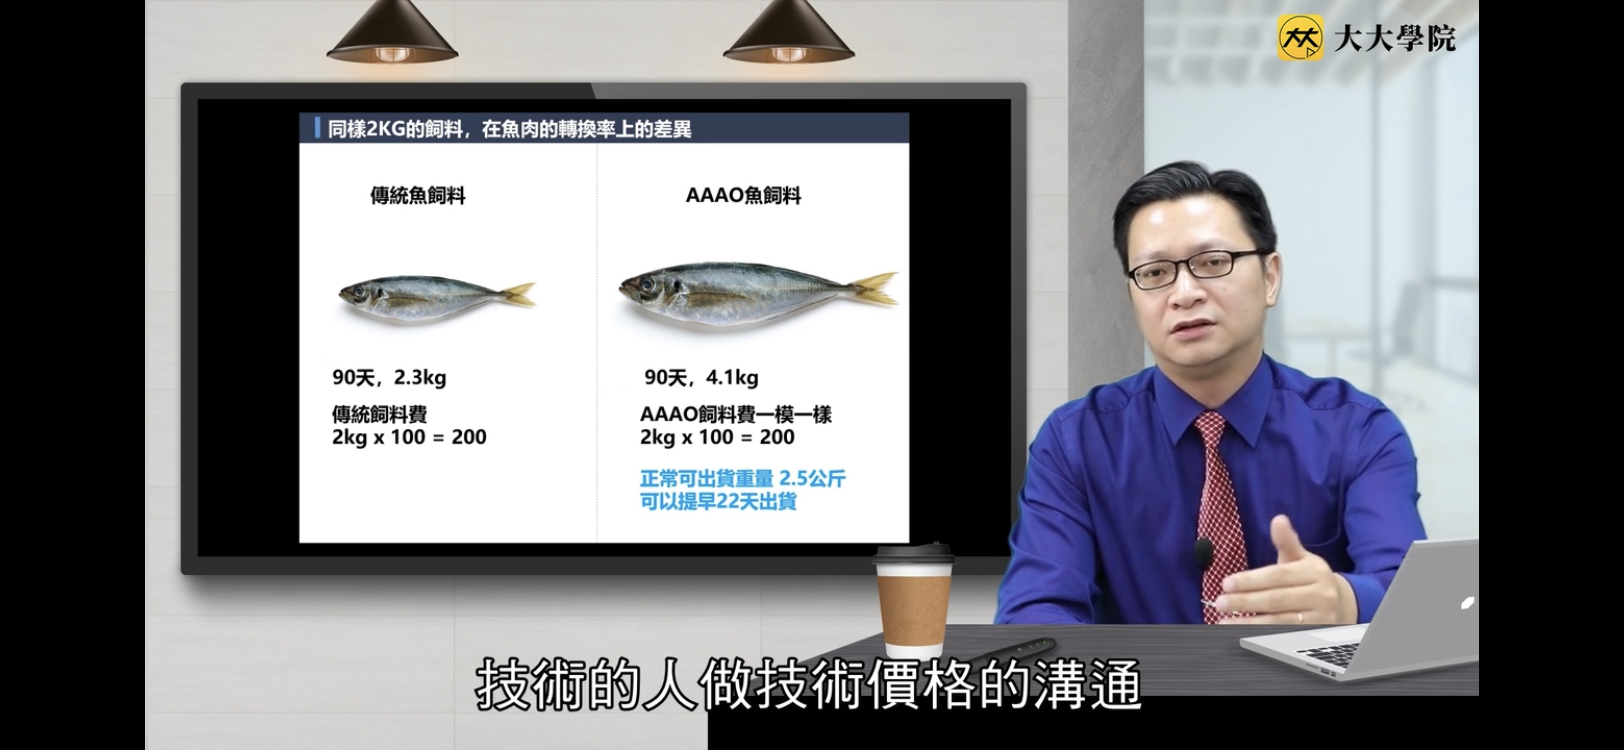 大大學院
同樣2KG的飼料，在魚肉的轉換率上的差異
傳統魚飼料
90天，2.3kg
傳統飼料費
2kg x 100 = 200
AAAO魚飼料
90天，4.1kg
AAAO飼料費一模一樣
2kg x 100 = 200
正常可出貨重量 2.5公斤
可以提早22天出貨
技術的人做技術價格的溝通